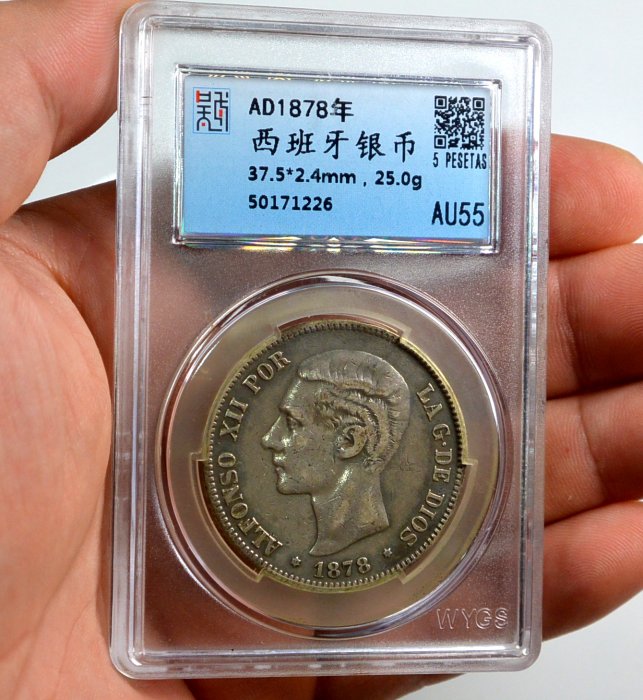 AD1878年
西班牙银币
37.5*2.4mm , 25.0g
50171226
5 PESETAS
AU55
ALFONSO XII POR LA G. DE DIOS
* 1878 *
WYGS